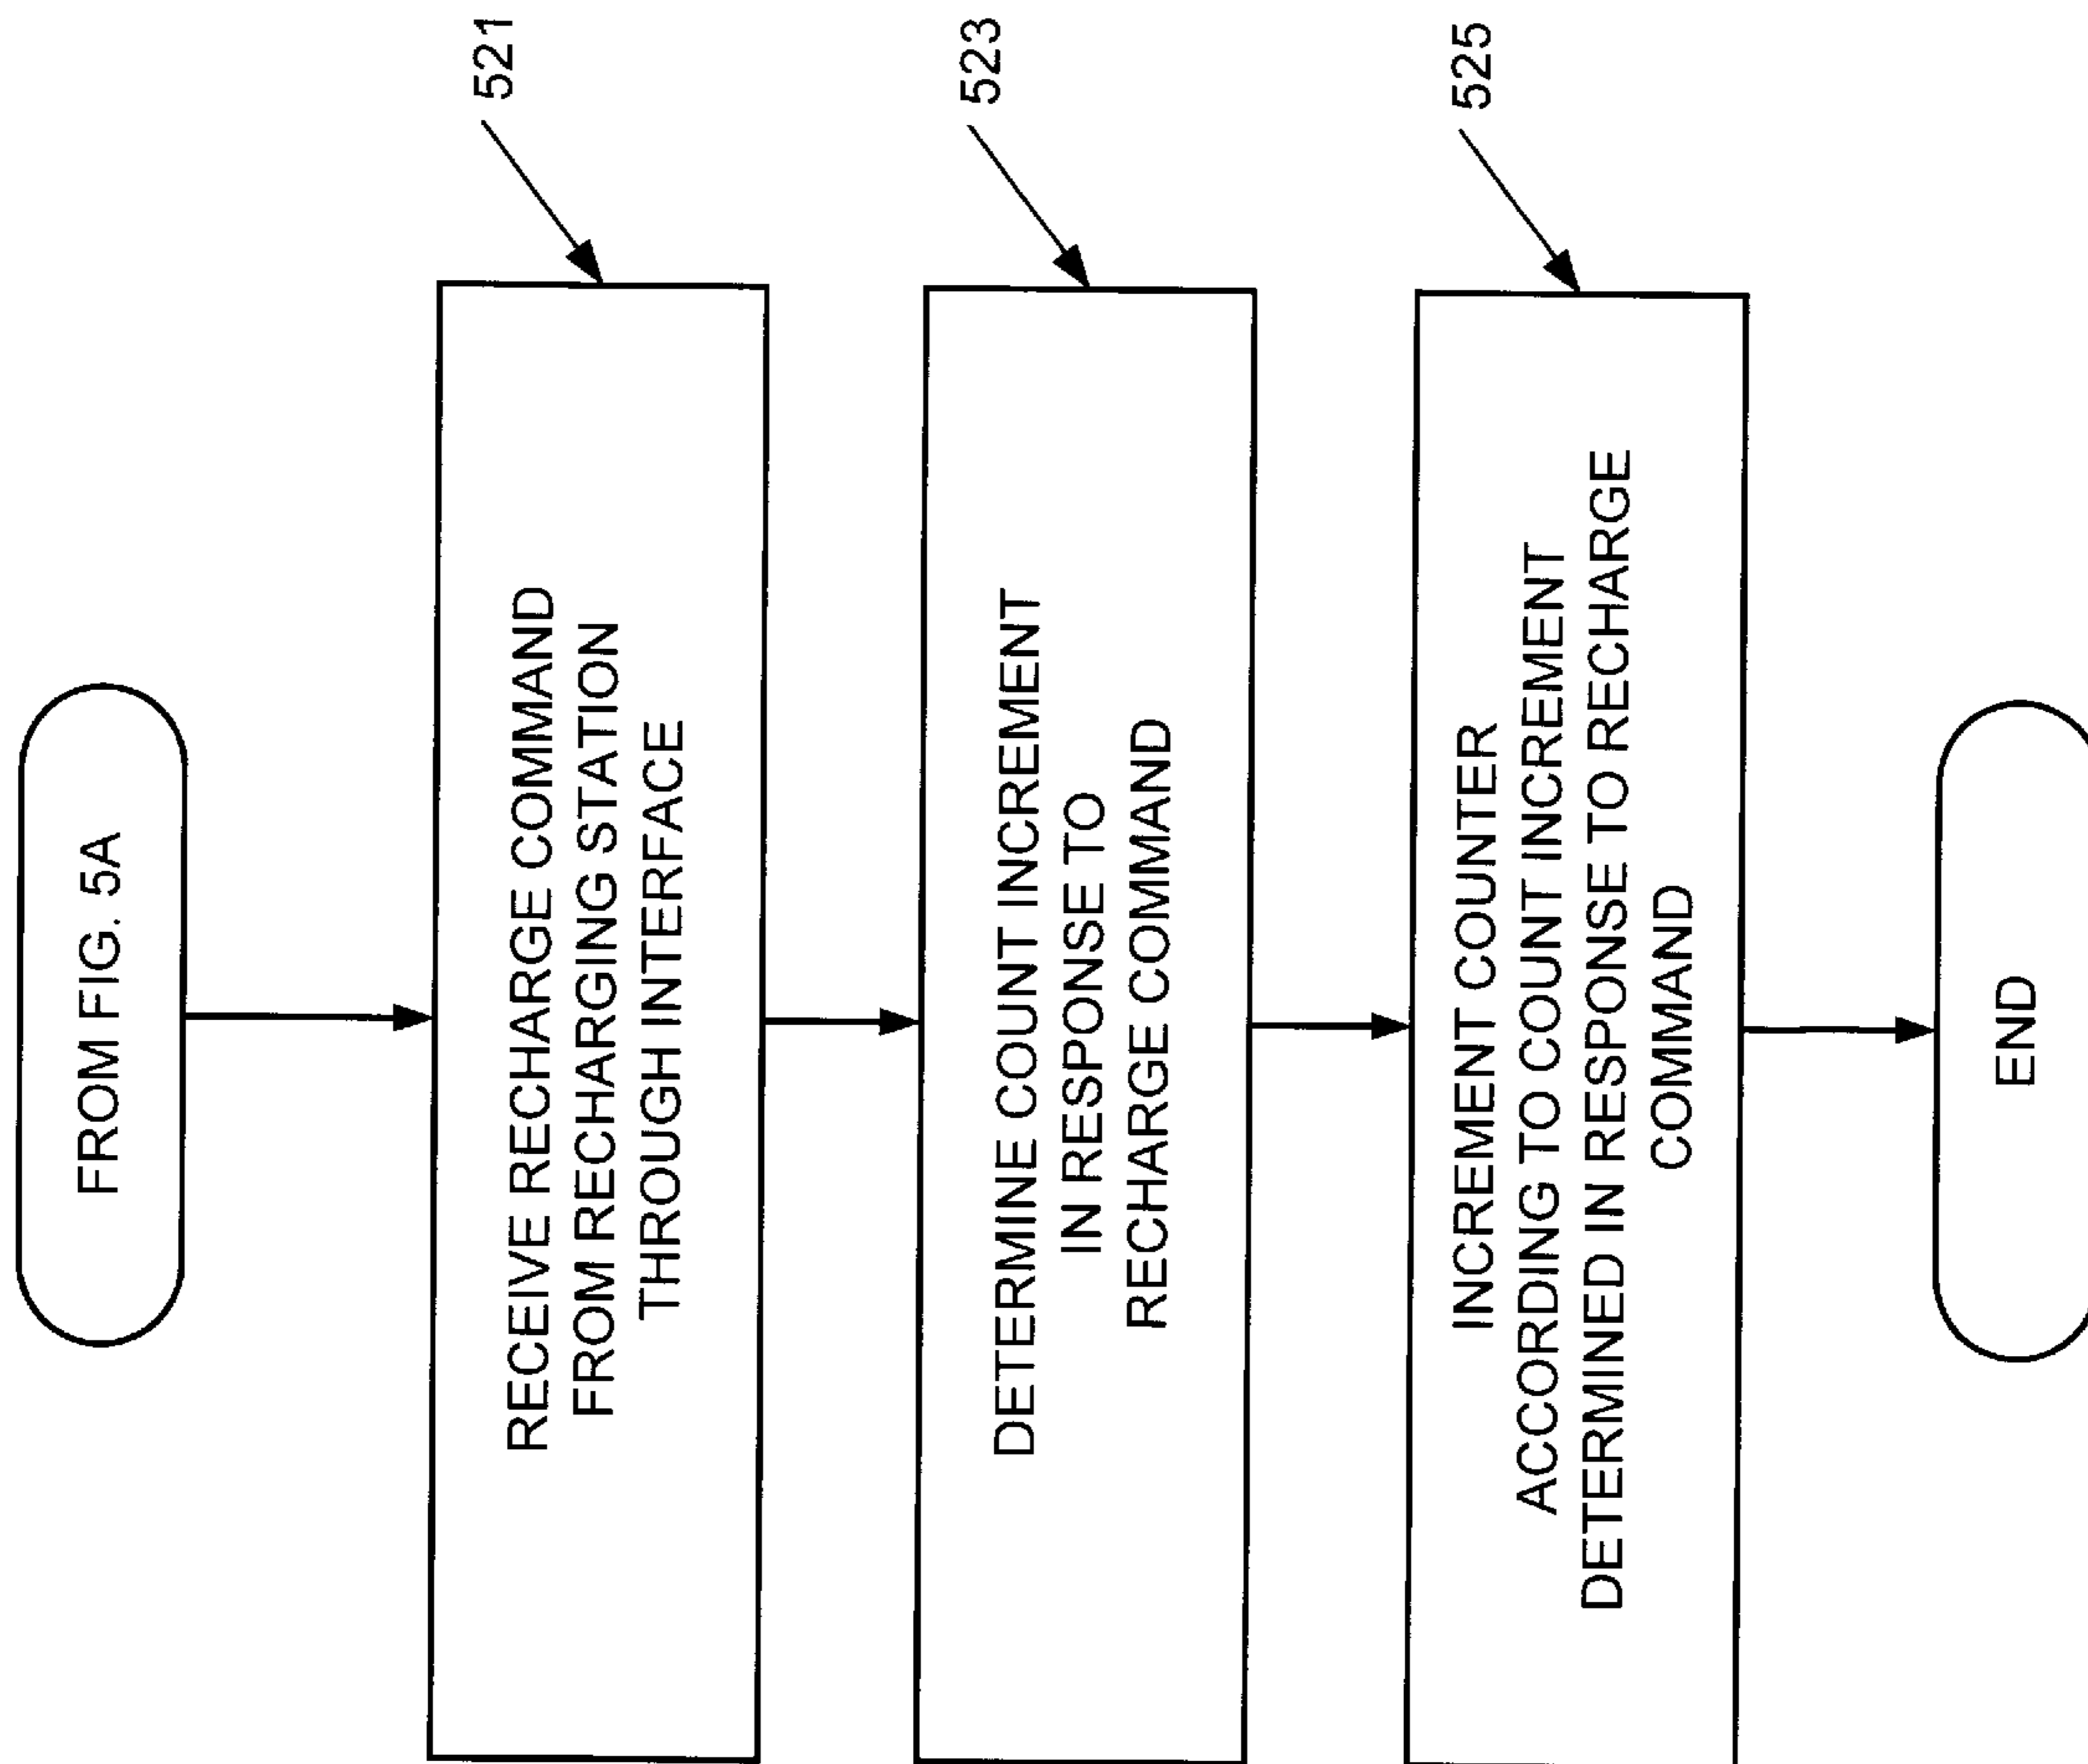 FROM FIG. 5A
RECEIVE RECHARGE COMMAND
FROM RECHARGING STATION
THROUGH INTERFACE
521
DETERMINE COUNT INCREMENT
IN RESPONSE TO
RECHARGE COMMAND
523
INCREMENT COUNTER
ACCORDING TO COUNT INCREMENT
DETERMINED IN RESPONSE TO RECHARGE
COMMAND
525
END